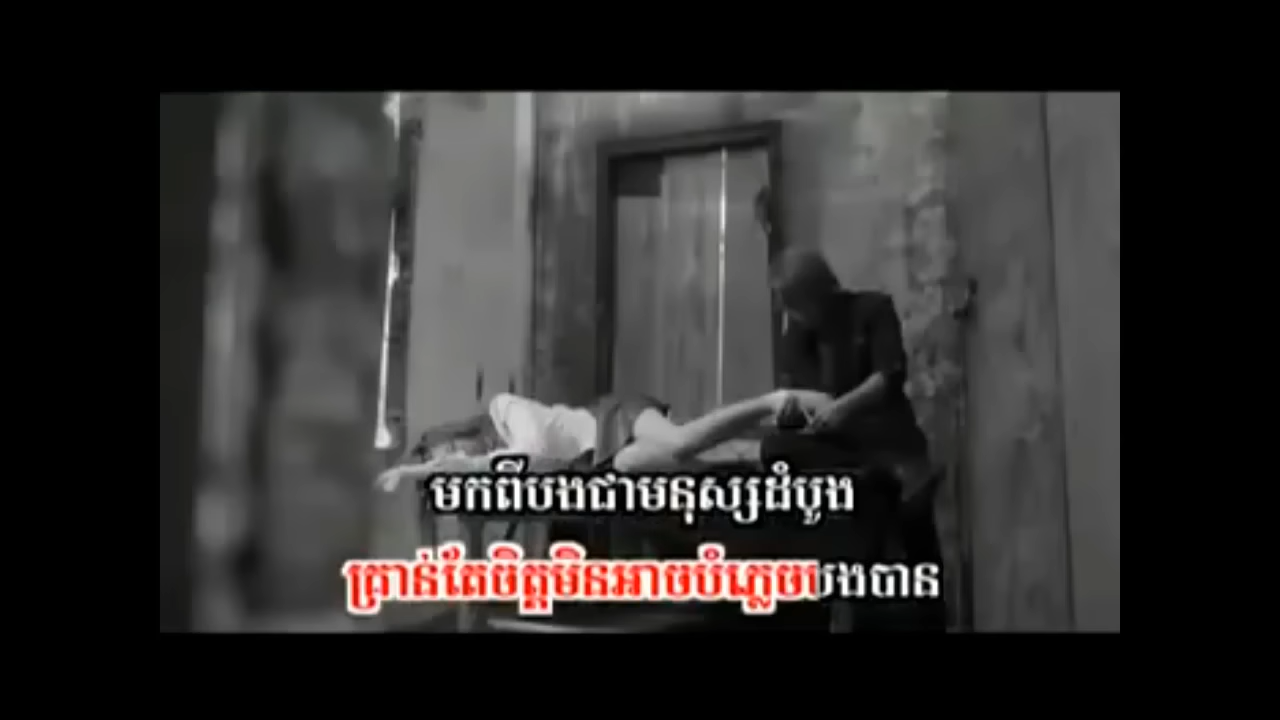 មកពីបងជាមនុស្សដំបូង
គ្រាន់តែចិត្តមិនអាចបំភ្លេចបងបាន